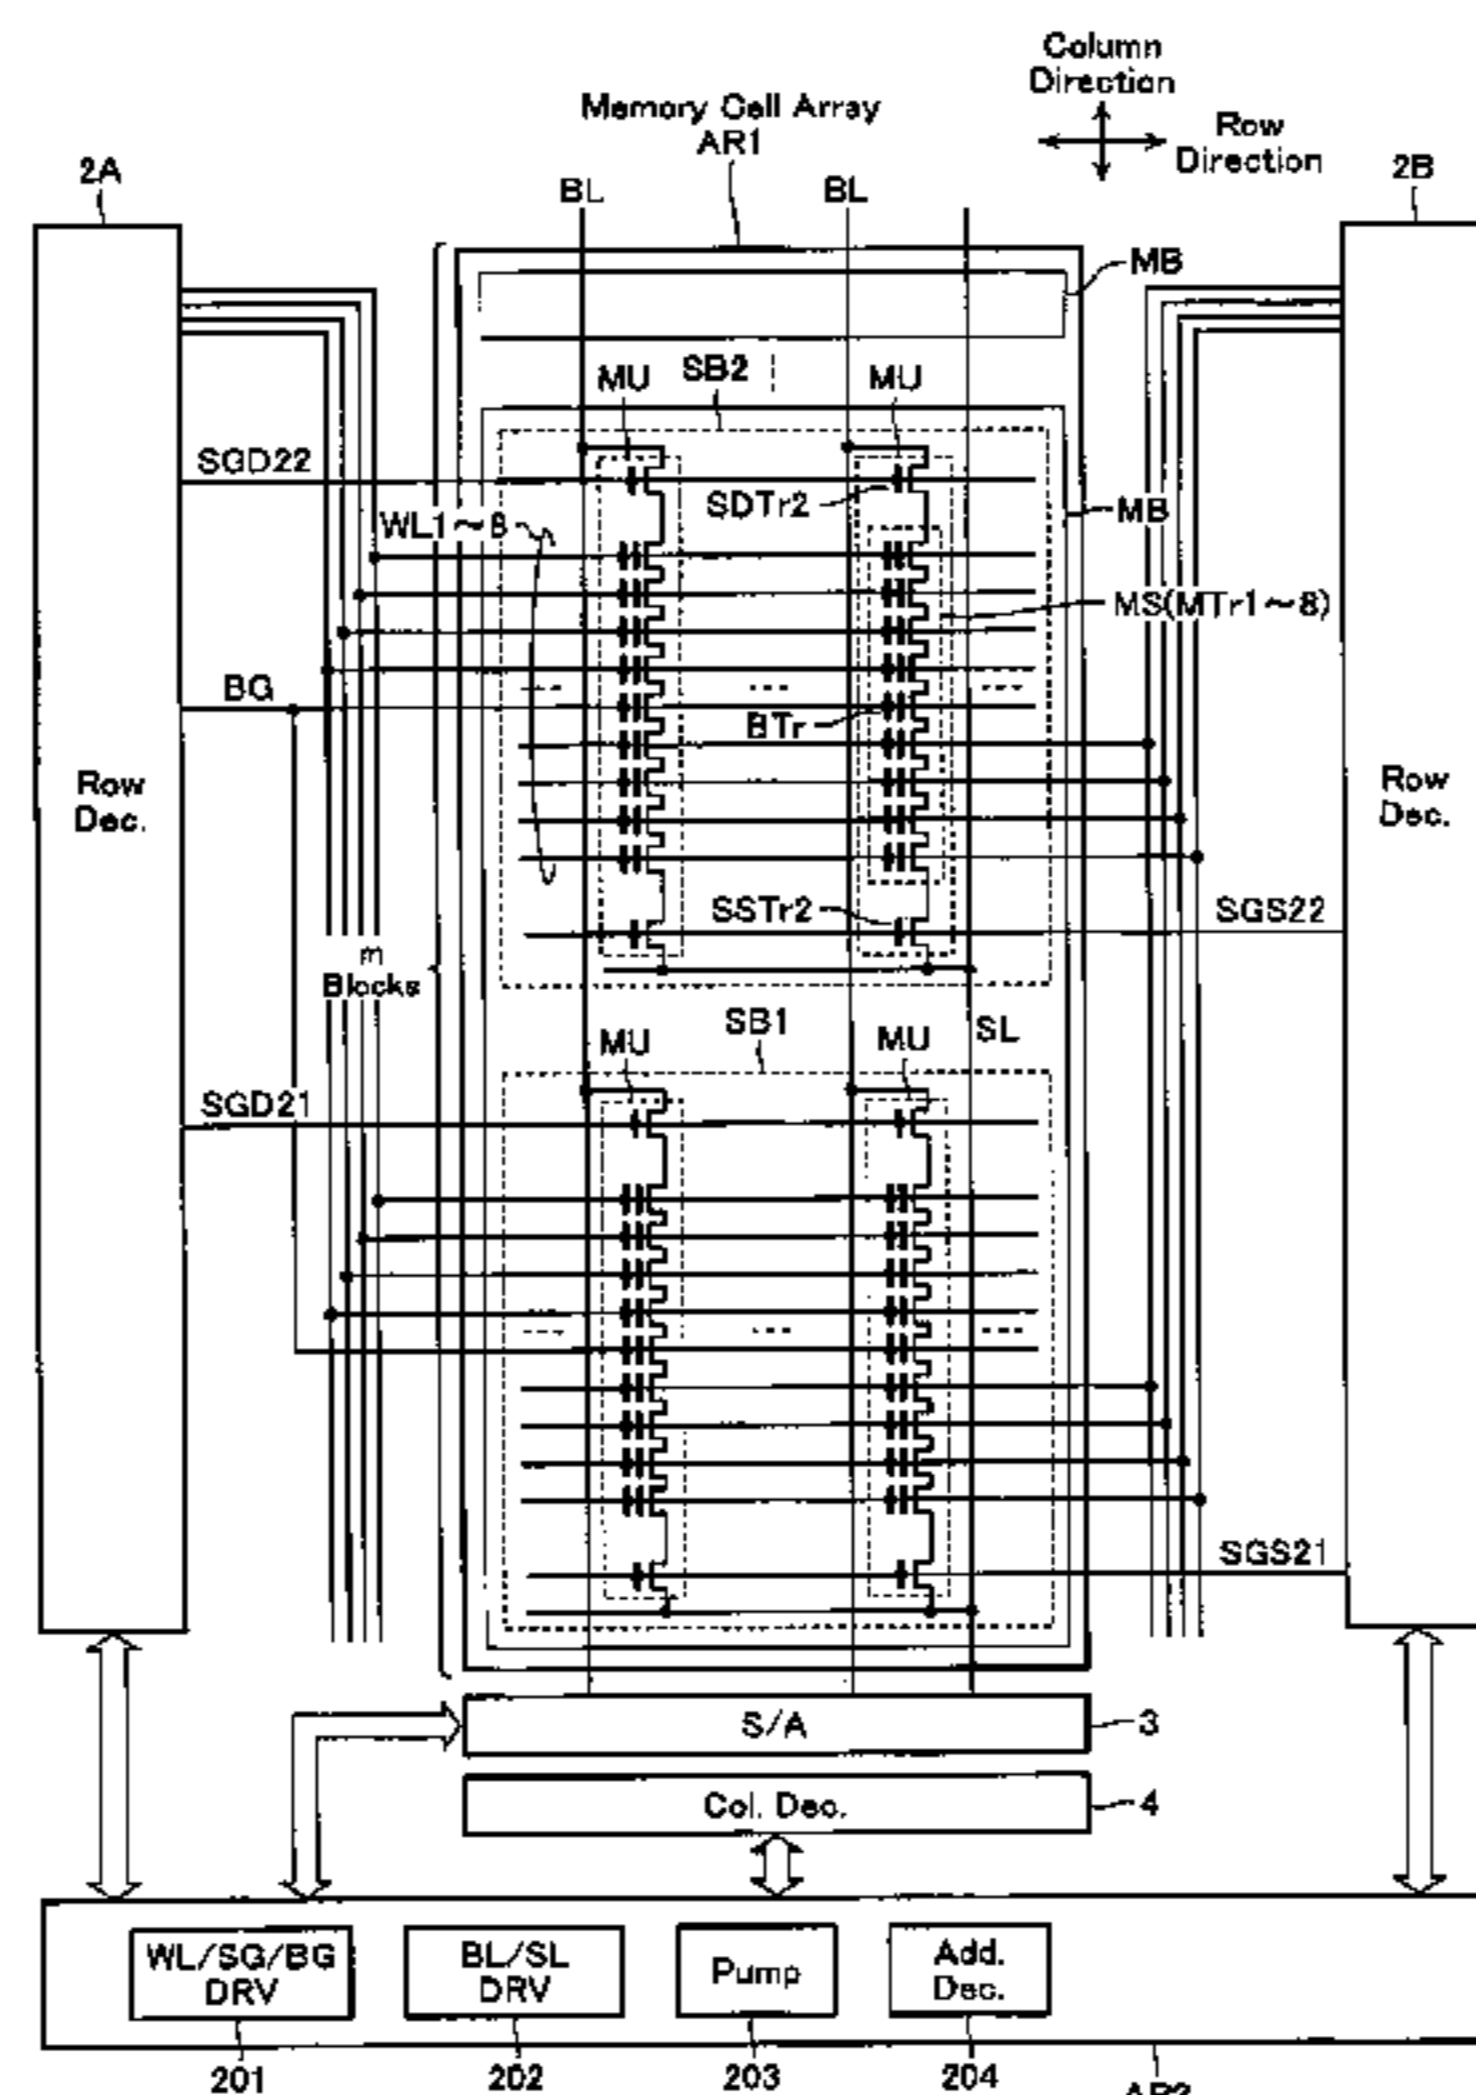 Column
Direction
Memory Cell Array
AR1
Row
Direction
2A
BL
BL
2B
MB
MU
SB2
MU
SGD22
SDTr2
WL1~8
MB
MS(MTr1~8)
BG
BTr
Row
Dec.
Row
Dec.
SSTr2
SGS22
m
Blocks
SB1
SL
MU
MU
SGD21
SGS21
S/A
3
Col. Dec.
4
WL/SG/BG
DRV
BL/SL
DRV
Pump
Add.
Dec.
201
202
203
204
AR2